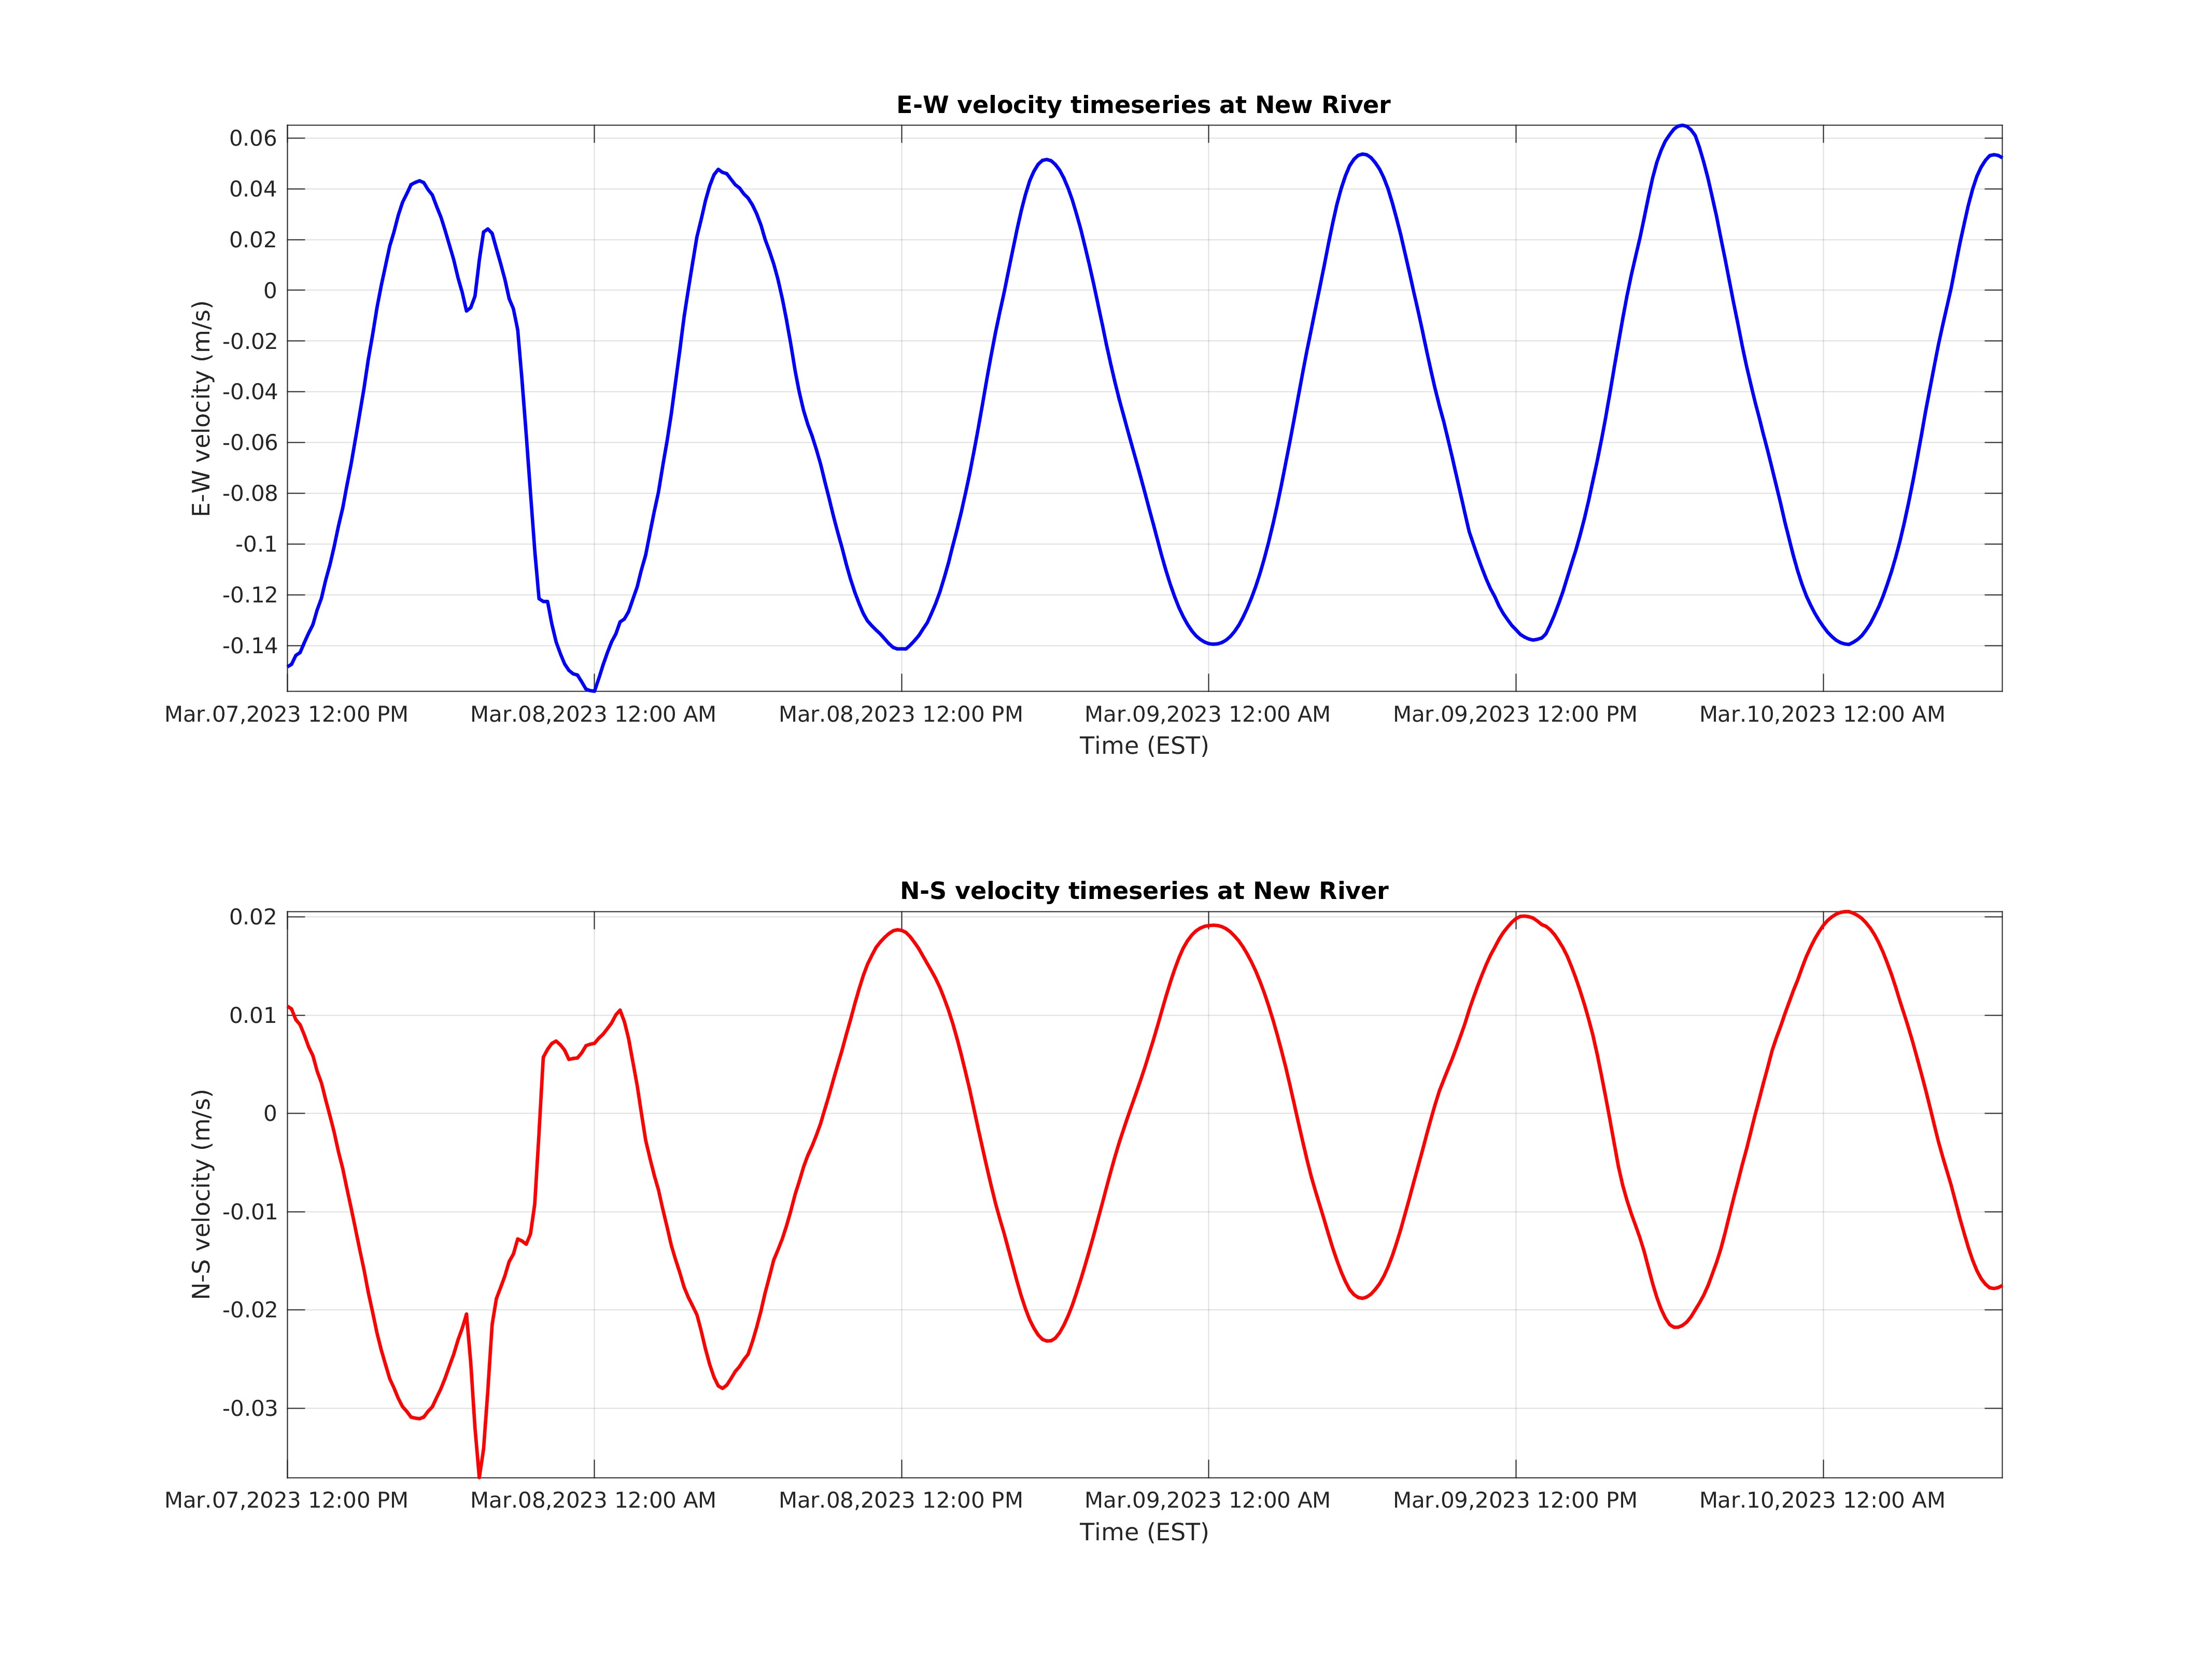 E-W velocity timeseries at New River
0.06
0.04
0.02
0
-0.02
-0.04
-0.06
-0.08
-0.1
-0.12
-0.14
E-W velocity (m/s)
Mar.07,2023 12:00 PM Mar.08,2023 12:00 AM Mar.08,2023 12:00 PM Mar.09,2023 12:00 AM Mar.09,2023 12:00 PM Mar.10,2023 12:00 AM
Time (EST)
N-S velocity timeseries at New River
0.02
0.01
0
-0.01
-0.02
-0.03
N-S velocity (m/s)
Mar.07,2023 12:00 PM Mar.08,2023 12:00 AM Mar.08,2023 12:00 PM Mar.09,2023 12:00 AM Mar.09,2023 12:00 PM Mar.10,2023 12:00 AM
Time (EST)